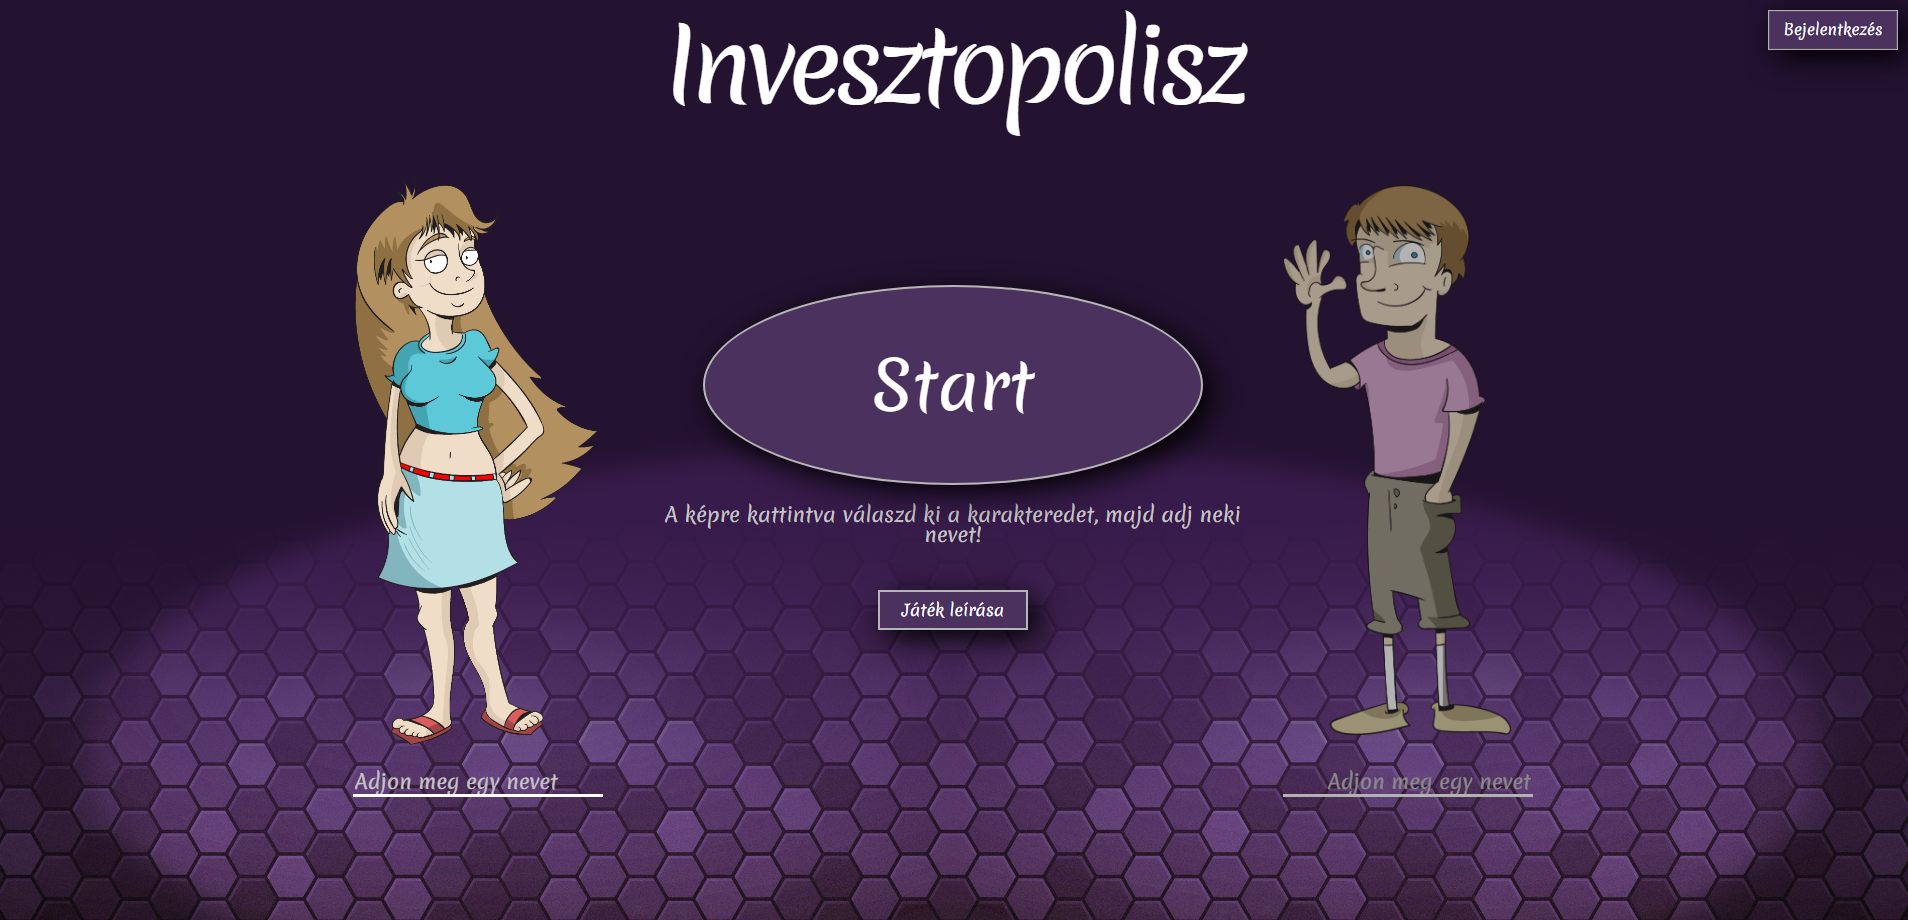 Invesztopolisz
Bejelentkezés
Start
A képre kattintva válaszd ki a karakteredet, majd adj neki
nevet!
Játék leírása
Adjon meg egy nevet
Adjon meg egy nevet